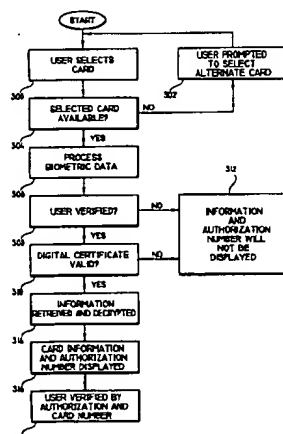 START
USER SELECTS
CARD
USER PROMPTED
TO SELECT
ALTERNATE CARD
302
SELECTED CARD
AVAILABLE?
NO
304
YES
PROCESS
BIOMETRIC DATA
312
USER VERIFIED?
NO
INFORMATION
AND
AUTHORIZATION
NUMBER WILL
NOT BE
DISPLAYED
YES
DIGITAL CERTIFICATE
VALID?
NO
310
YES
INFORMATION
RETRIEVED AND DECRYPTED
314
CARD INFORMATION
AND AUTHORIZATION
NUMBER DISPLAYED
316
USER VERIFIED BY
AUTHORIZATION AND
CARD NUMBER